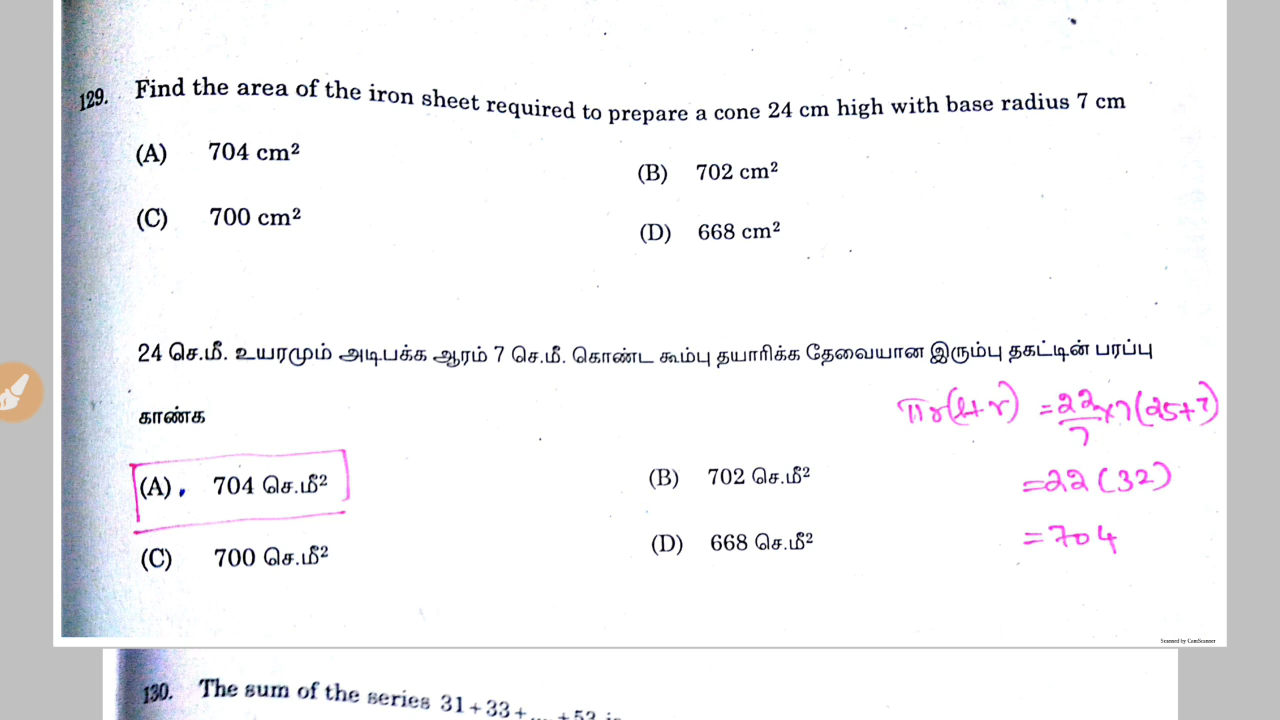 129. Find the area of the iron sheet required to prepare a cone 24 cm high with base radius 7 cm
(A) 704 cm²
(B) 702 cm²
(C) 700 cm²
(D) 668 cm²
24 செ.மீ. உயரமும் அடிபக்க ஆரம் 7 செ.மீ. கொண்ட கூம்பு தயாரிக்க தேவையான இரும்பு தகட்டின் பரப்பு
காண்க
πr(l+r) = 22/7 x 7 (25+7)
(A) 704 செ.மீ²
(B) 702 செ.மீ²
=22 (32)
(C) 700 செ.மீ²
(D) 668 செ.மீ²
= 704
Scanned by CamScanner
130. The sum of the series 31 + 33 + .... + 53